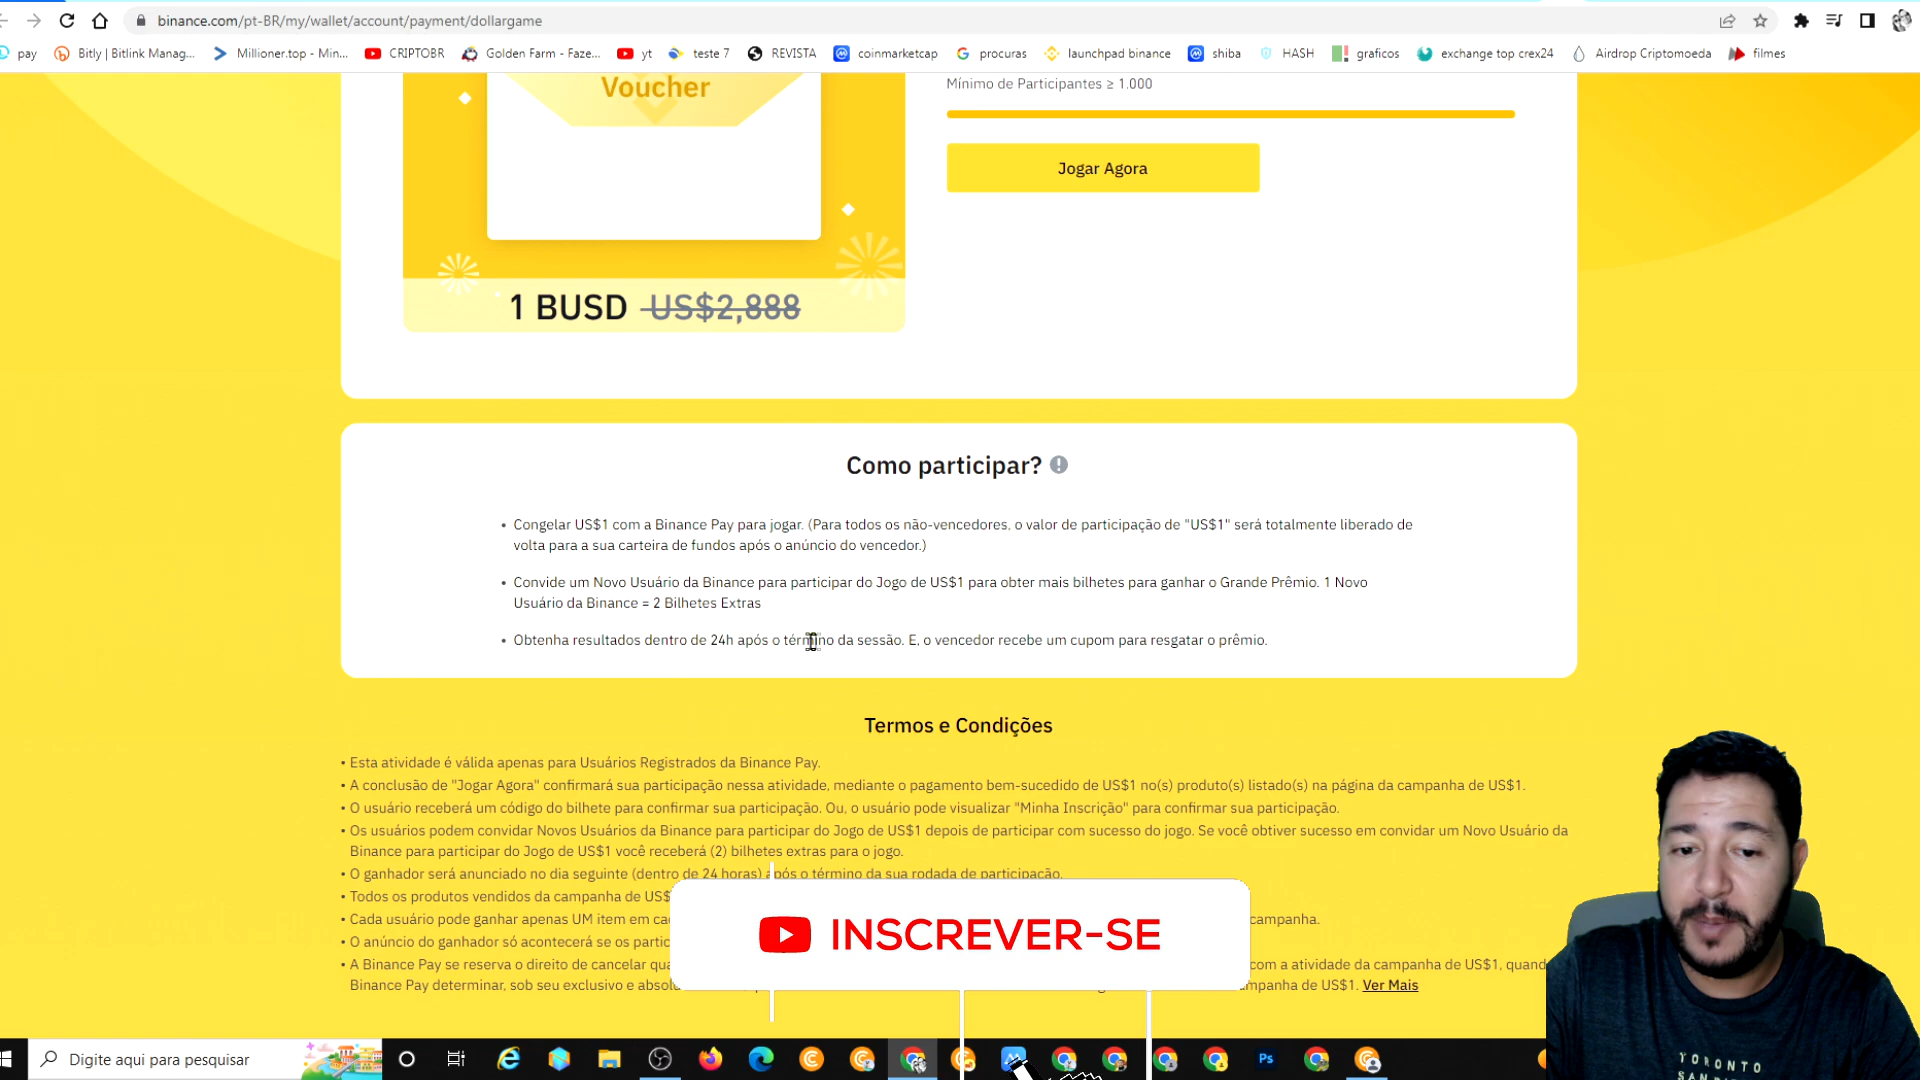 binance.com/pt-BR/my/wallet/account/payment/dollargame
pay Bitly | Bitlink Manag... Millioner.top - Min... CRIPTOBR Golden Farm - Faze... yt teste 7 REVISTA coinmarketcap procuras launchpad binance shiba HASH graficos exchange top crex24 Airdrop Criptomoeda filmes
Voucher
1 BUSD US$2,888
Mínimo de Participantes ≥ 1.000
Jogar Agora
Como participar?
• Congelar US$1 com a Binance Pay para jogar. (Para todos os não-vencedores, o valor de participação de "US$1" será totalmente liberado de
volta para a sua carteira de fundos após o anúncio do vencedor.)
• Convide um Novo Usuário da Binance para participar do Jogo de US$1 para obter mais bilhetes para ganhar o Grande Prêmio. 1 Novo
Usuário da Binance = 2 Bilhetes Extras
• Obtenha resultados dentro de 24h após o término da sessão. E, o vencedor recebe um cupom para resgatar o prêmio.
Termos e Condições
• Esta atividade é válida apenas para Usuários Registrados da Binance Pay.
• A conclusão de "Jogar Agora" confirmará sua participação nessa atividade, mediante o pagamento bem-sucedido de US$1 no(s) produto(s) listado(s) na página da campanha de US$1.
• O usuário receberá um código do bilhete para confirmar sua participação. Ou, o usuário pode visualizar "Minha Inscrição" para confirmar sua participação.
• Os usuários podem convidar Novos Usuários da Binance para participar do Jogo de US$1 depois de participar com sucesso do jogo. Se você obtiver sucesso em convidar um Novo Usuário da
Binance para participar do Jogo de US$1 você receberá (2) bilhetes extras para o jogo.
• O ganhador será anunciado no dia seguinte (dentro de 24 horas) após o término da sua rodada de participação.
• Todos os produtos vendidos da campanha de US$
• Cada usuário pode ganhar apenas UM item em campanha.
• O anúncio do ganhador só acontecerá se os
• A Binance Pay se reserva o direito de cancelar com a atividade da campanha de US$1,
Binance Pay determinar, sob seu exclusivo e de US$1. Ver Mais
INSCREVER-SE
Digite aqui para pesquisar
Ps
TORONTO